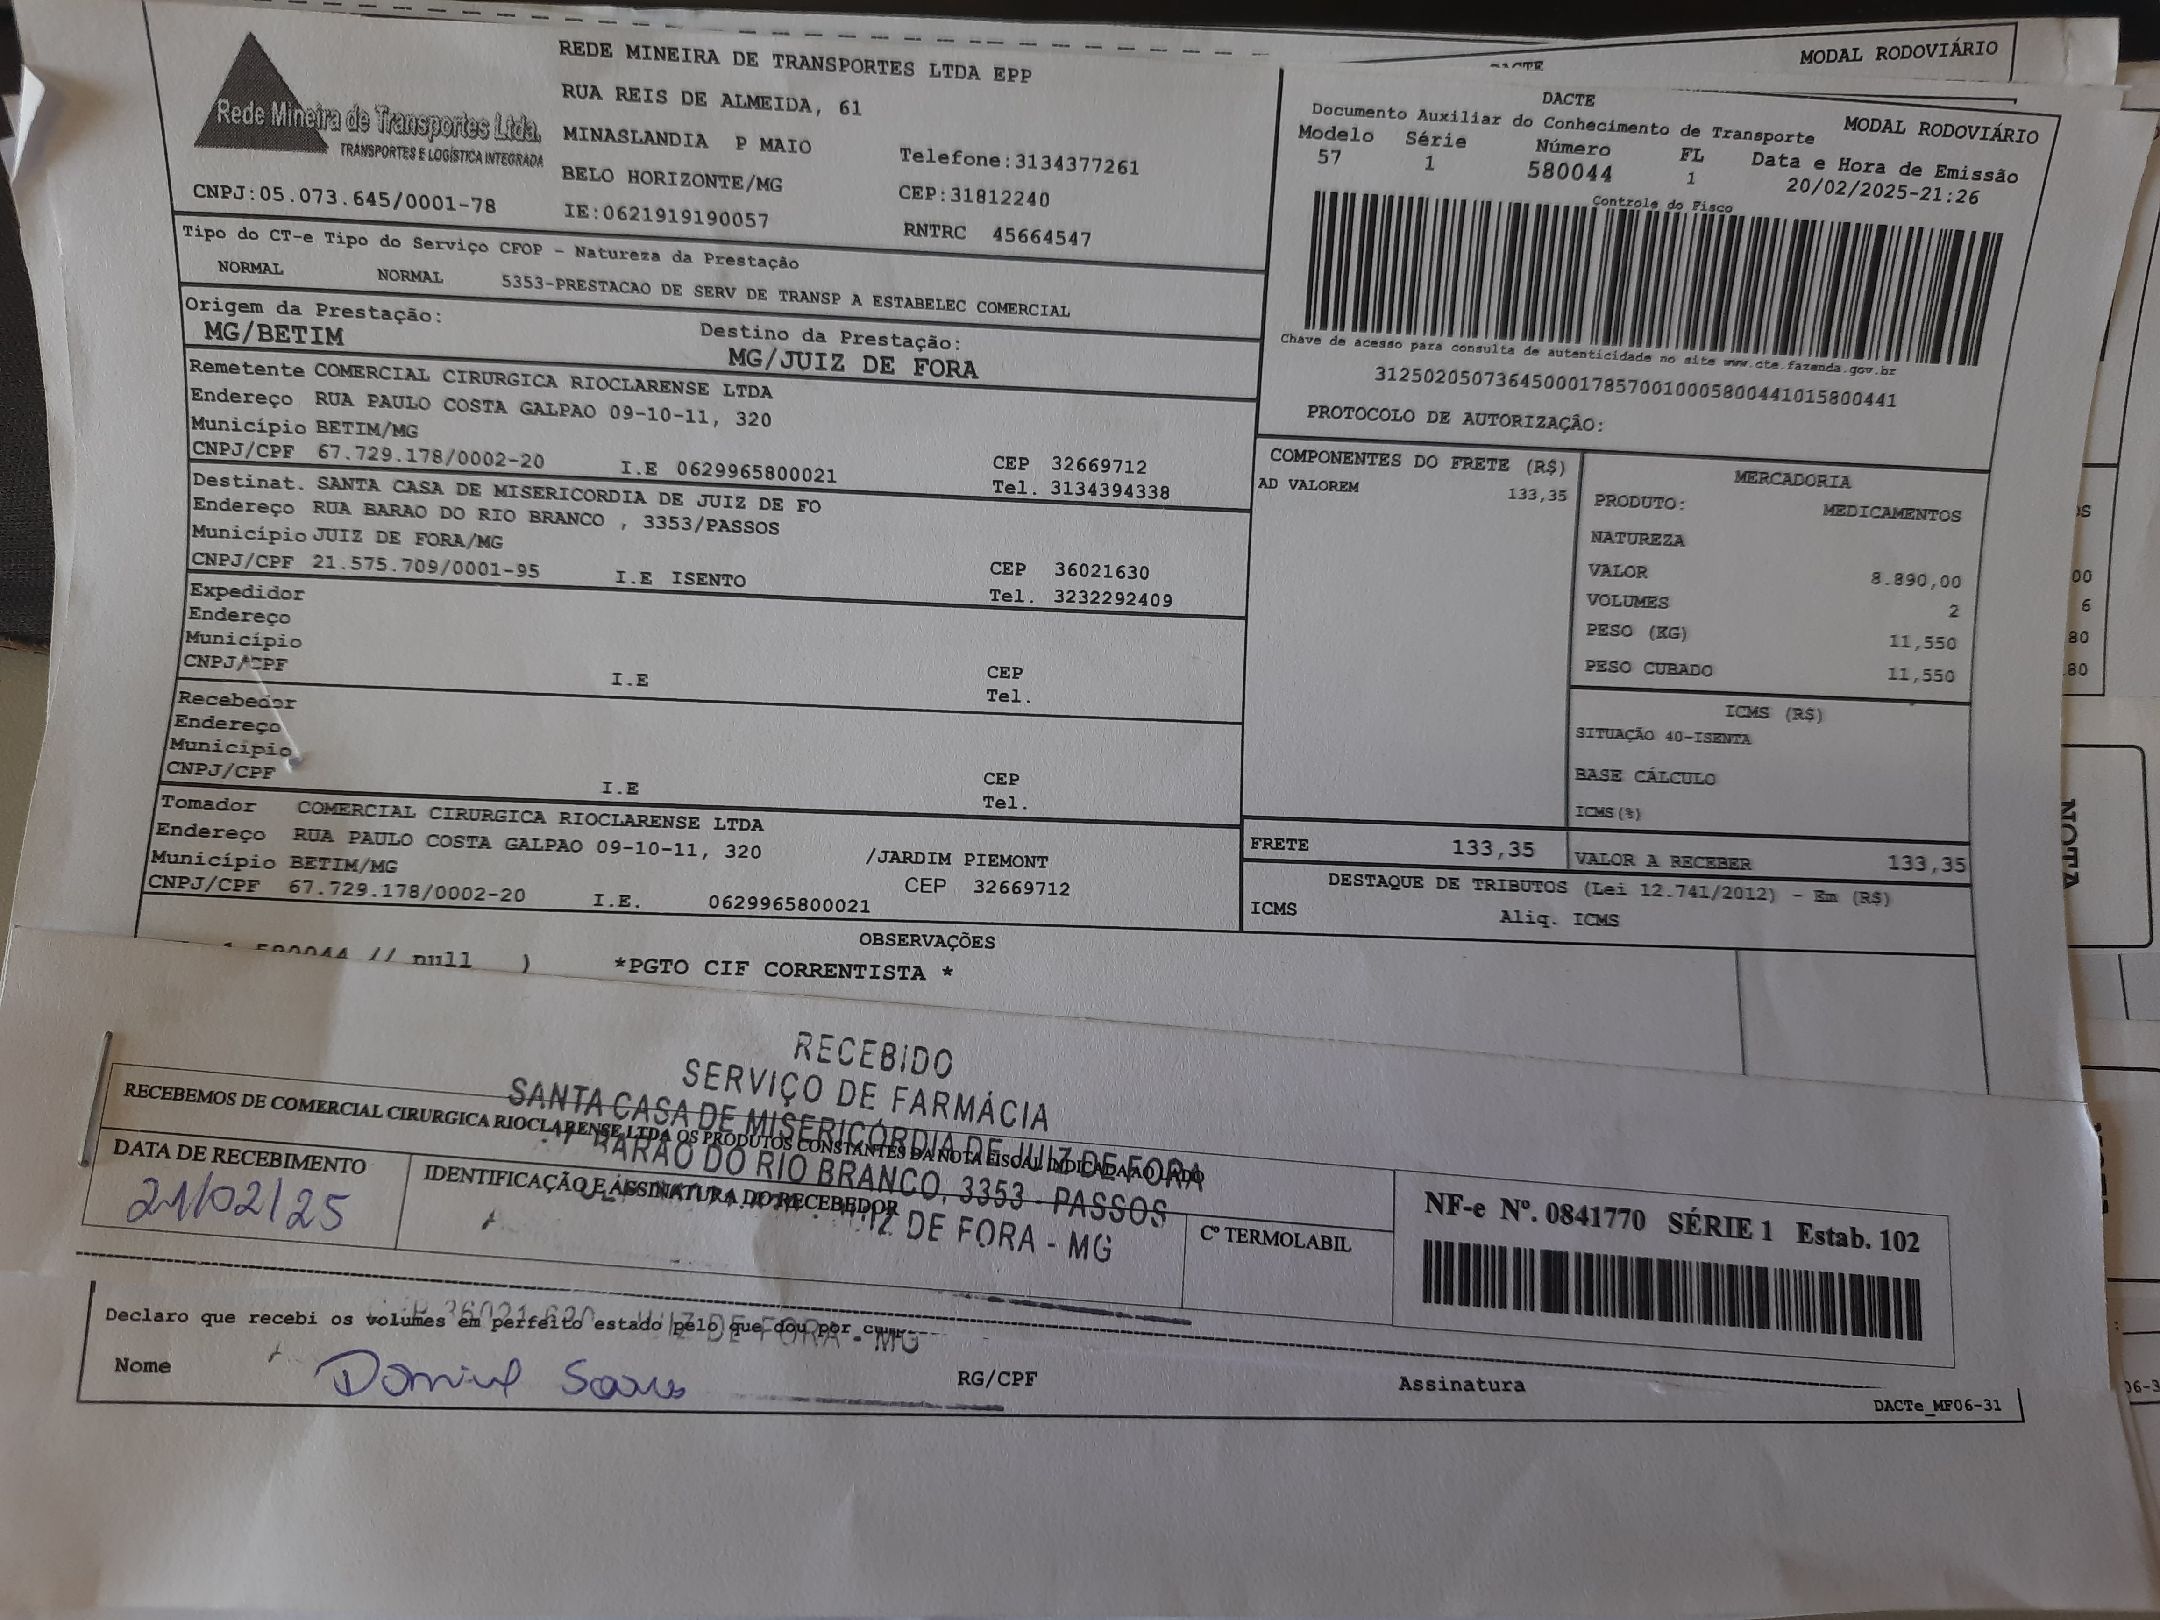 Rede Mineira de Transportes Ltda.
TRANSPORTES E LOGÍSTICA INTEGRADA
CNPJ:05.073.645/0001-78
REDE MINEIRA DE TRANSPORTES LTDA EPP
RUA REIS DE ALMEIDA, 61
MINASLANDIA P MAIO
BELO HORIZONTE/MG
IE:0621919190057
Telefone:3134377261
CEP:31812240
RNTRC 45664547
MODAL RODOVIÁRIO
DACTE
DACTE
Documento Auxiliar do Conhecimento de Transporte
MODAL RODOVIÁRIO
Modelo Série Número FL Data e Hora de Emissão
57 1 580044 1 20/02/2025-21:26
Controle do Fisco
Chave de acesso para consulta de autenticidade no site www.cte.fazenda.gov.br
31250205073645000178570010005800441015800441
PROTOCOLO DE AUTORIZAÇÂO:
Tipo do CT-e Tipo do Serviço CFOP - Natureza da Prestação
NORMAL NORMAL 5353-PRESTACAO DE SERV DE TRANSP A ESTABELEC COMERCIAL
Origem da Prestação: Destino da Prestação:
MG/BETIM MG/JUIZ DE FORA
Remetente COMERCIAL CIRURGICA RIOCLARENSE LTDA
Endereço RUA PAULO COSTA GALPAO 09-10-11, 320
Município BETIM/MG CEP 32669712
CNPJ/CPF 67.729.178/0002-20 I.E 0629965800021 Tel. 3134394338
Destinat. SANTA CASA DE MISERICORDIA DE JUIZ DE FO
Endereço RUA BARAO DO RIO BRANCO , 3353/PASSOS
Município JUIZ DE FORA/MG CEP 36021630
CNPJ/CPF 21.575.709/0001-95 I.E ISENTO Tel. 3232292409
Expedidor
Endereço
Município CEP
CNPJ/CPF I.E Tel.
Recebedor
Endereço
Município CEP
CNPJ/CPF I.E Tel.
Tomador COMERCIAL CIRURGICA RIOCLARENSE LTDA
Endereço RUA PAULO COSTA GALPAO 09-10-11, 320 /JARDIM PIEMONT
Município BETIM/MG CEP 32669712
CNPJ/CPF 67.729.178/0002-20 I.E. 0629965800021
COMPONENTES DO FRETE (R$)
AD VALOREM 133,35
MERCADORIA
PRODUTO: MEDICAMENTOS
NATUREZA
VALOR 8.890,00
VOLUMES 2
PESO (KG) 11,550
PESO CUBADO 11,550
ICMS (R$)
SITUAÇÃO 40-ISENTA
BASE CÁLCULO
ICMS(%)
FRETE 133,35 VALOR A RECEBER 133,35
DESTAQUE DE TRIBUTOS (Lei 12.741/2012) - Em (R$)
ICMS Aliq. ICMS
OBSERVAÇÕES
1 580044 // null ) *PGTO CIF CORRENTISTA *
RECEBIDO
SERVIÇO DE FARMÁCIA
SANTA CASA DE MISERICÓRDIA DE JUIZ DE FORA
BARÃO DO RIO BRANCO, 3353 - PASSOS
JUIZ DE FORA - MG
RECEBEMOS DE COMERCIAL CIRURGICA RIOCLARENSE LTDA OS PRODUTOS CONSTANTES DA NOTA FISCAL INDICADA AO LADO
DATA DE RECEBIMENTO
21/02/25
IDENTIFICAÇÃO E ASSINATURA DO RECEBEDOR
Cº TERMOLABIL
NF-e Nº. 0841770 SÉRIE 1 Estab. 102
Declaro que recebi os volumes em perfeito estado pelo que dou por
CEP 36021-630 JUIZ DE FORA - MG
Nome RG/CPF Assinatura
DACTe_MF06-31